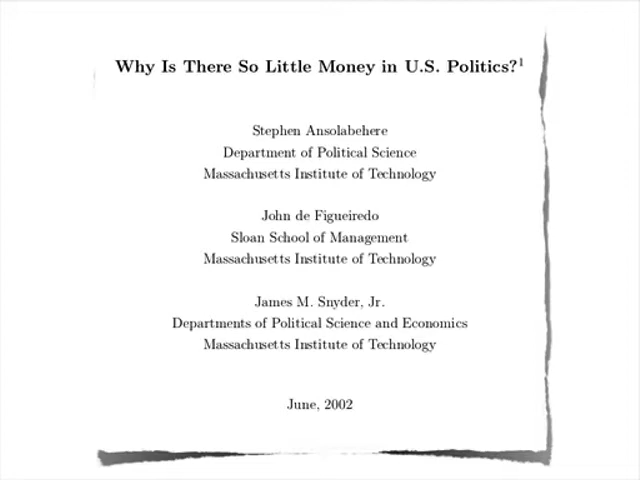 Why Is There So Little Money in U.S. Politics?¹
Stephen Ansolabehere
Department of Political Science
Massachusetts Institute of Technology
John de Figueiredo
Sloan School of Management
Massachusetts Institute of Technology
James M. Snyder, Jr.
Departments of Political Science and Economics
Massachusetts Institute of Technology
June, 2002